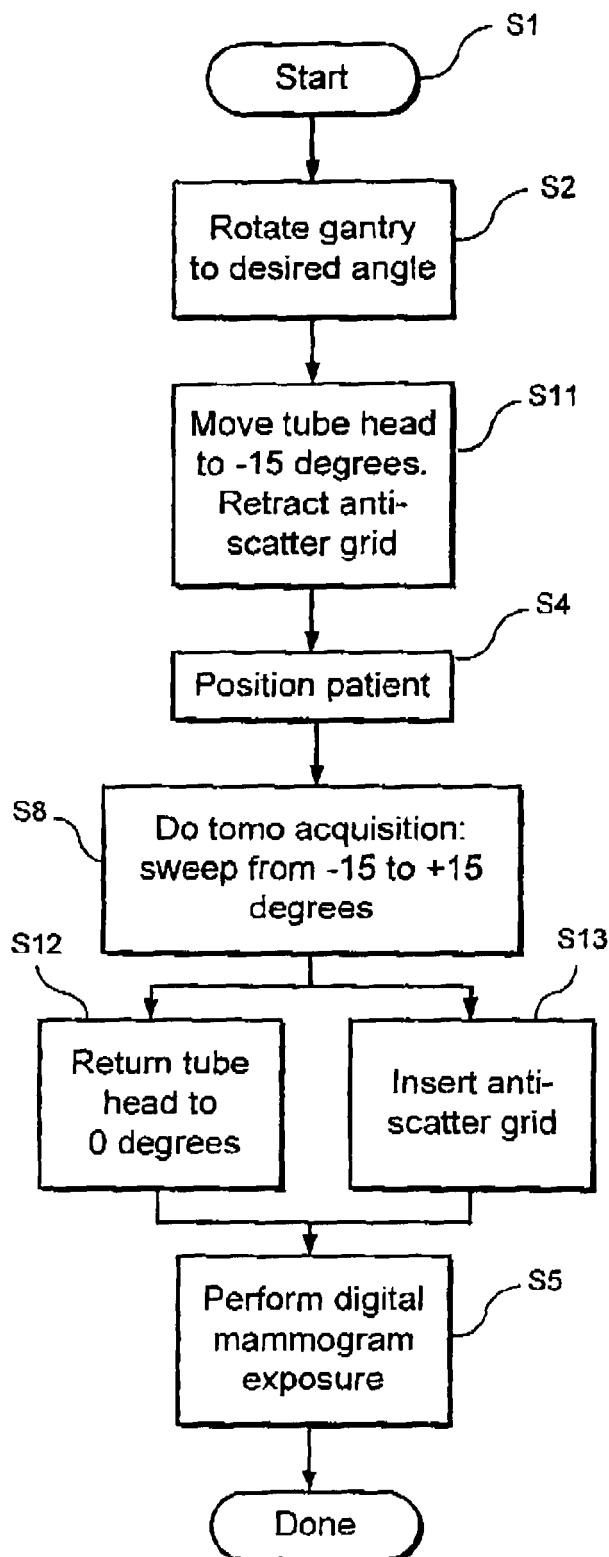 S1
Start
S2
Rotate gantry
to desired angle
S11
Move tube head
to -15 degrees.
Retract anti-
scatter grid
S4
Position patient
S8
Do tomo acquisition:
sweep from -15 to +15
degrees
S12
Return tube
head to
0 degrees
S13
Insert anti-
scatter grid
S5
Perform digital
mammogram
exposure
Done